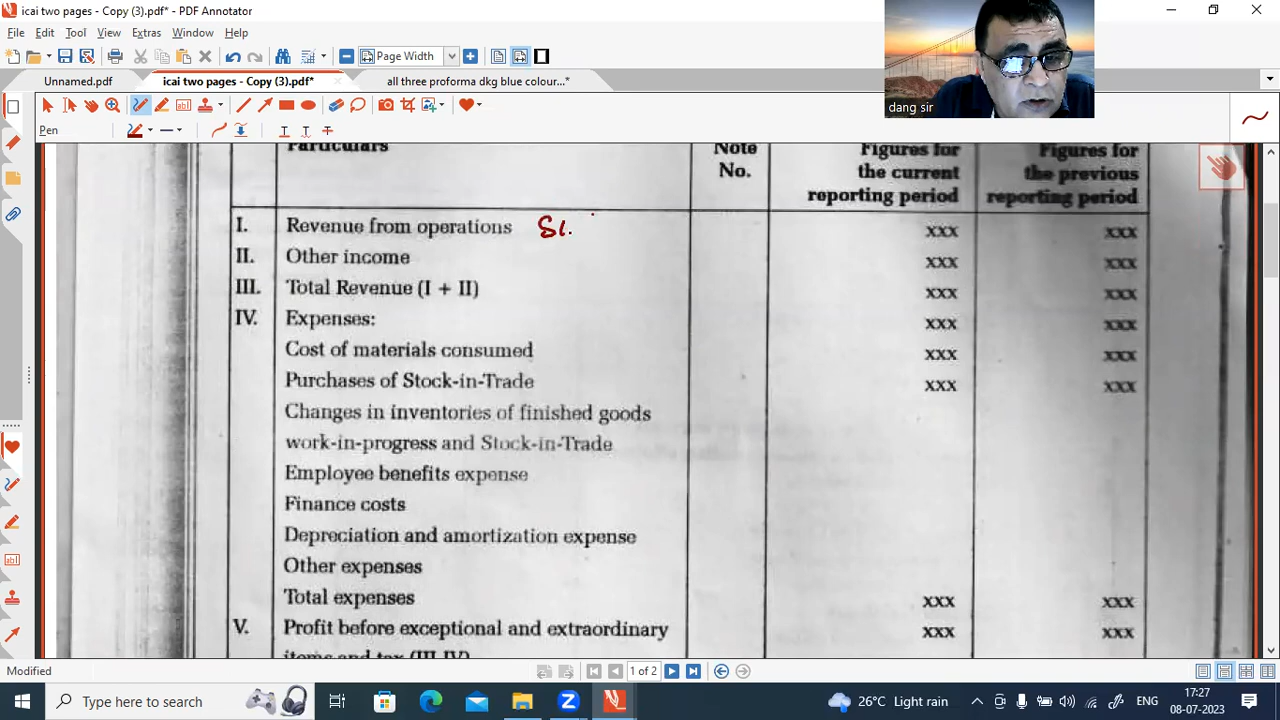 icai two pages - Copy (3).pdf* - PDF Annotator
File Edit Tool View Extras Window Help
Page Width
Unnamed.pdf
icai two pages - Copy (3).pdf*
all three proforma dkg blue colour...*
Pen
dang sir
Particulars Note No. Figures for the current reporting period Figures for the previous reporting period
I. Revenue from operations xxx xxx
II. Other income xxx xxx
III. Total Revenue (I + II) xxx xxx
IV. Expenses: xxx xxx
Cost of materials consumed xxx xxx
Purchases of Stock-in-Trade xxx xxx
Changes in inventories of finished goods
work-in-progress and Stock-in-Trade
Employee benefits expense
Finance costs
Depreciation and amortization expense
Other expenses
Total expenses xxx xxx
V. Profit before exceptional and extraordinary xxx xxx
items and tax (III-IV)
Modified
1 of 2
Type here to search
26°C Light rain
ENG
17:27
08-07-2023